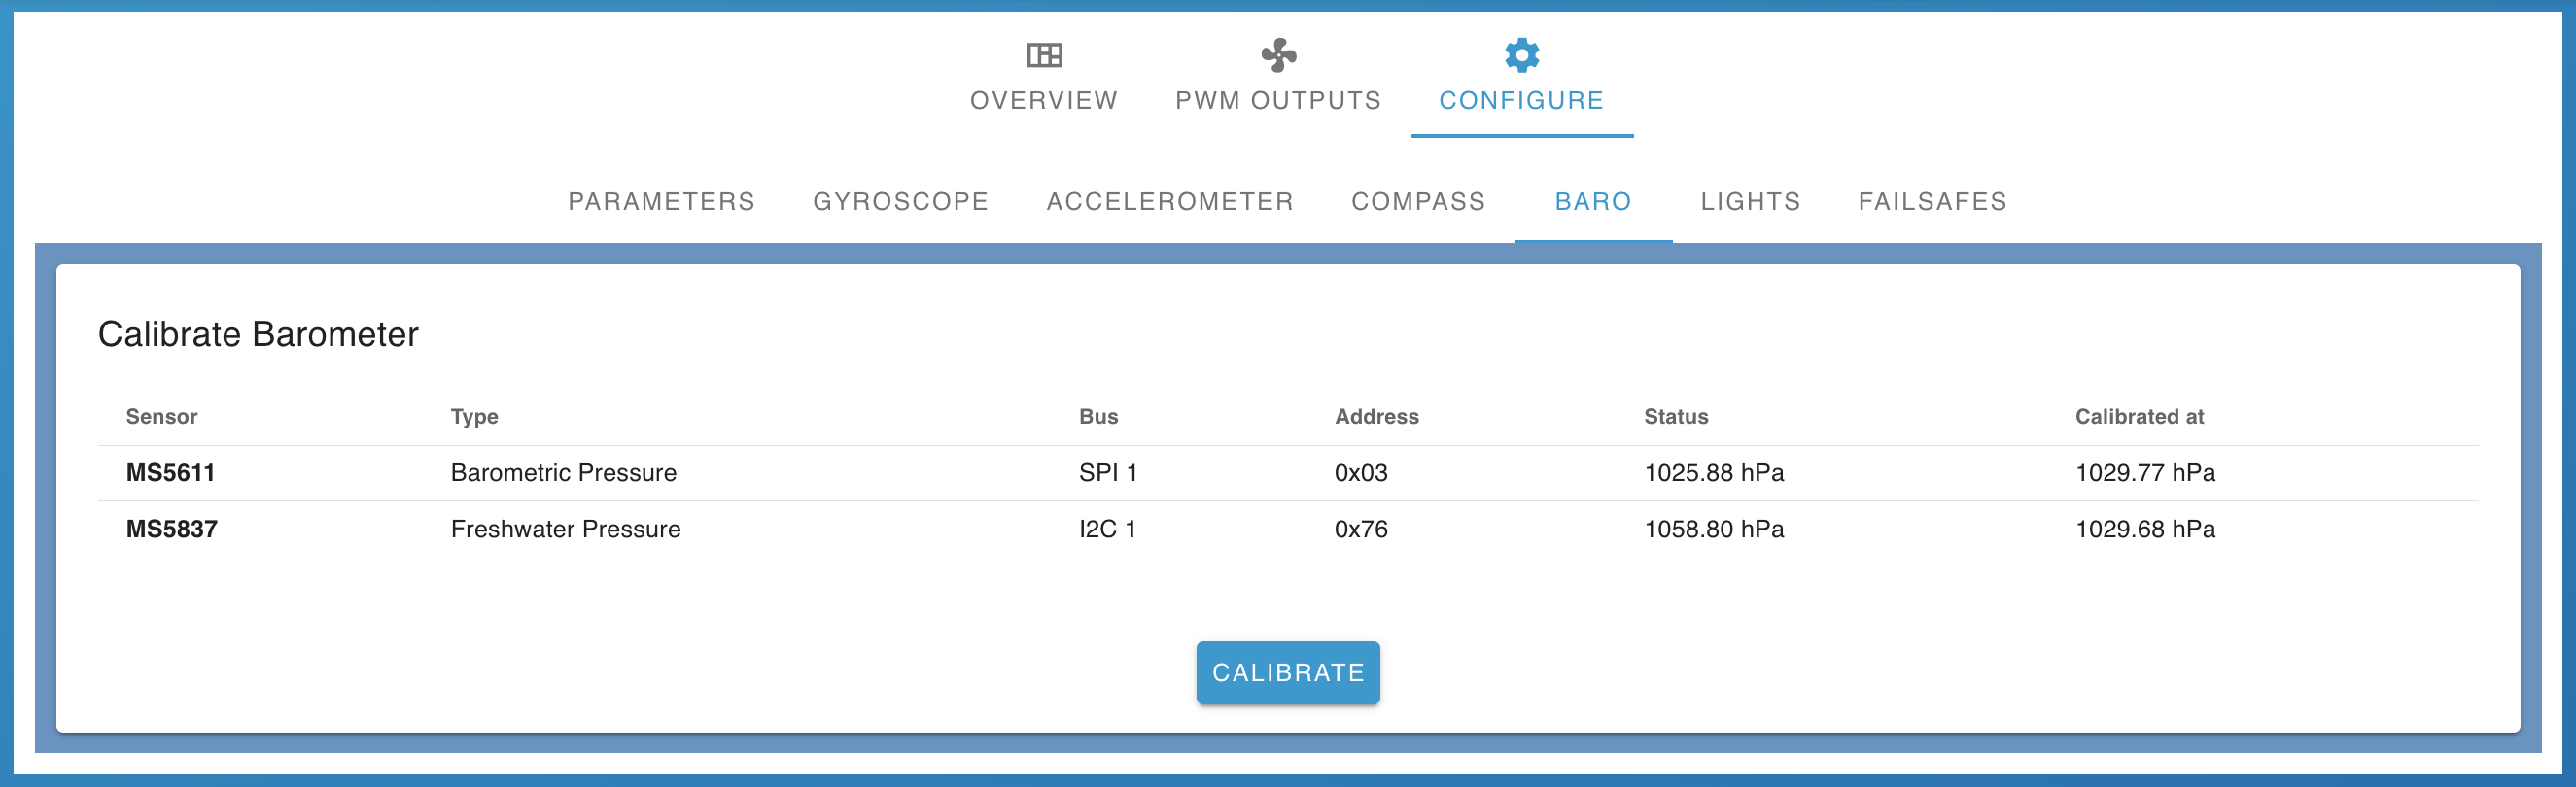 OVERVIEW PWM OUTPUTS CONFIGURE
PARAMETERS GYROSCOPE ACCELEROMETER COMPASS BARO LIGHTS FAILSAFES
Calibrate Barometer
Sensor Type Bus Address Status Calibrated at
MS5611 Barometric Pressure SPI 1 0x03 1025.88 hPa 1029.77 hPa
MS5837 Freshwater Pressure I2C 1 0x76 1058.80 hPa 1029.68 hPa
CALIBRATE